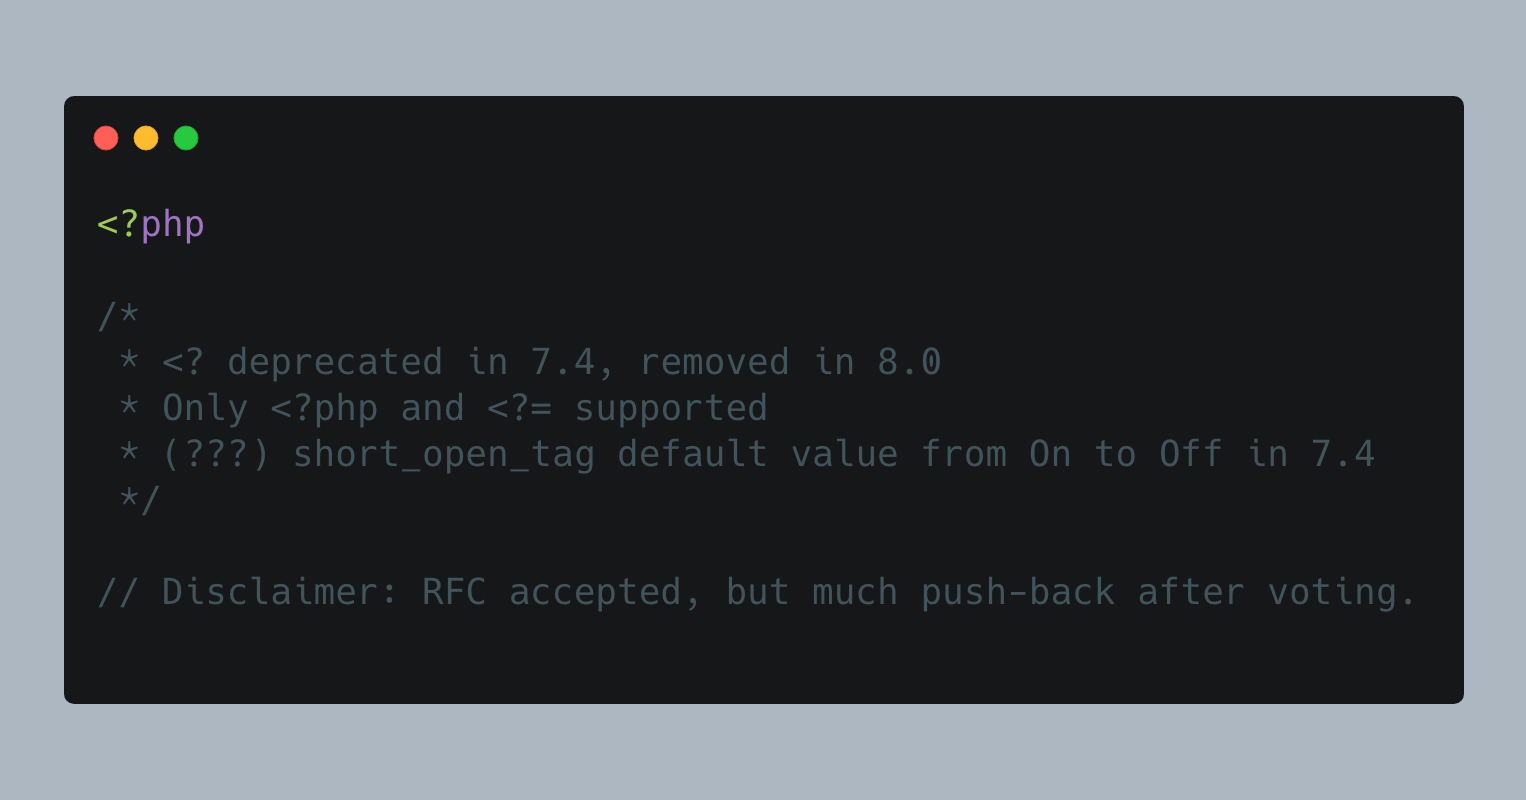 <?php
/*
 * <? deprecated in 7.4, removed in 8.0
 * Only <?php and <?= supported
 * (???) short_open_tag default value from On to Off in 7.4
 */
// Disclaimer: RFC accepted, but much push-back after voting.